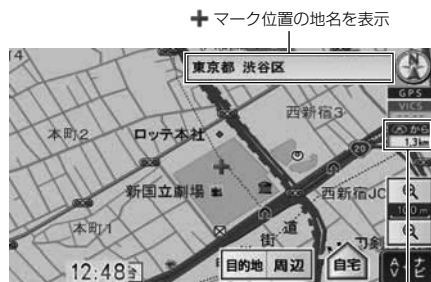 ✚ マーク位置の地名を表示
東京都 渋谷区
GPS
VICS
西新宿3
から
1.3km
本町2
ロッテ本社
20
新国立劇場
西新宿JC
100m
本町1
街道
12:48
目的地
周辺
自宅
AV
ナビ